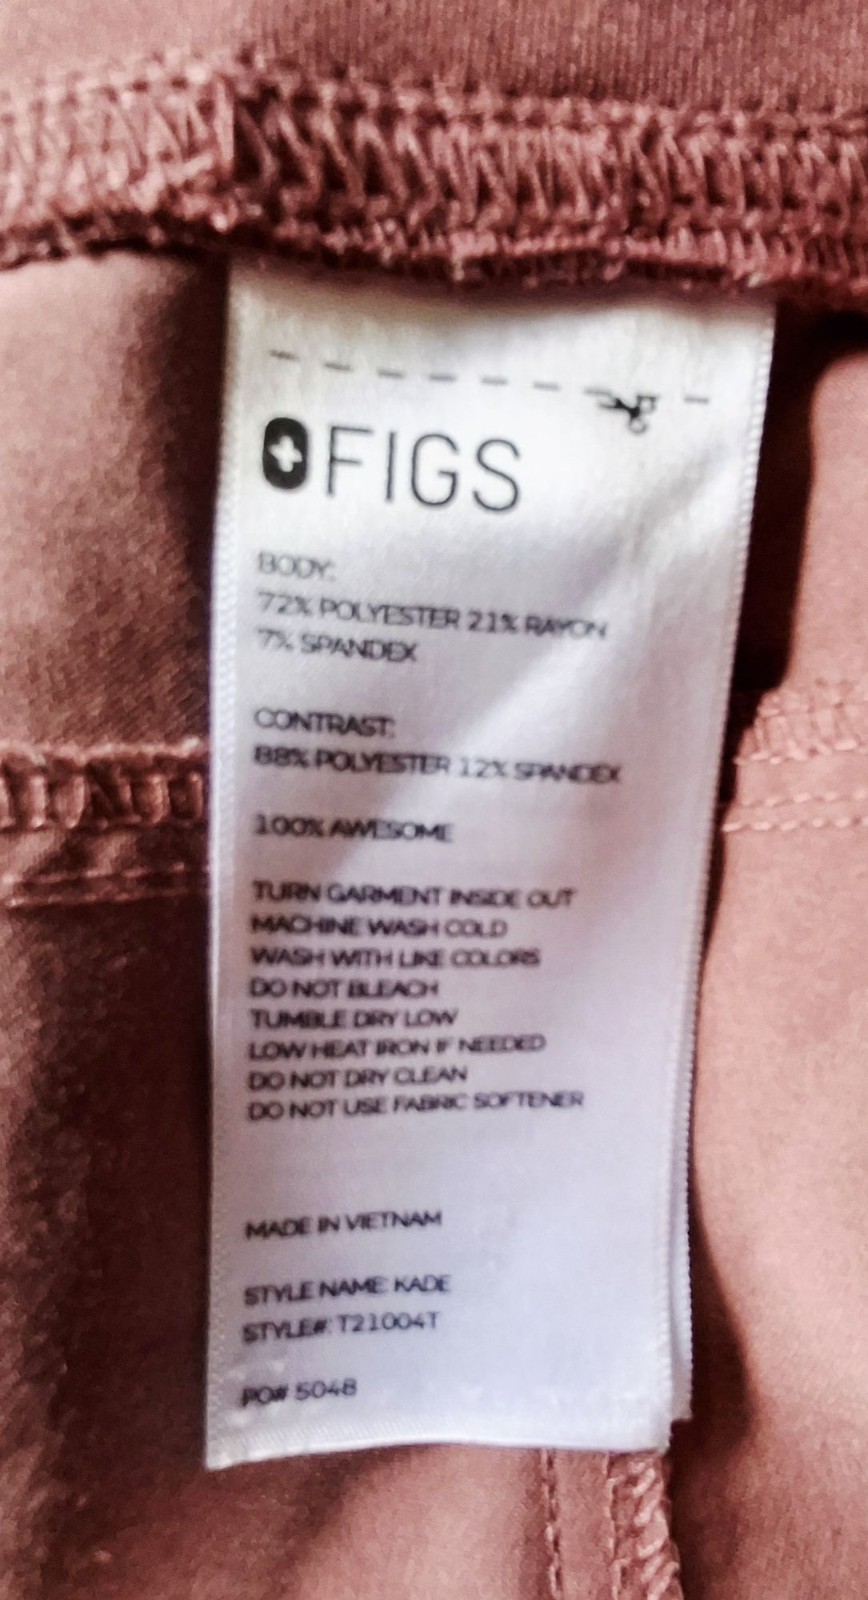 FIGS
BODY:
72% POLYESTER 21% RAYON
7% SPANDEX
CONTRAST:
88% POLYESTER 12% SPANDEX
100% AWESOME
TURN GARMENT INSIDE OUT
MACHINE WASH COLD
WASH WITH LIKE COLORS
DO NOT BLEACH
TUMBLE DRY LOW
LOW HEAT IRON IF NEEDED
DO NOT DRY CLEAN
DO NOT USE FABRIC SOFTENER
MADE IN VIETNAM
STYLE NAME: KADE
STYLE#: T21004T
PO# 5048